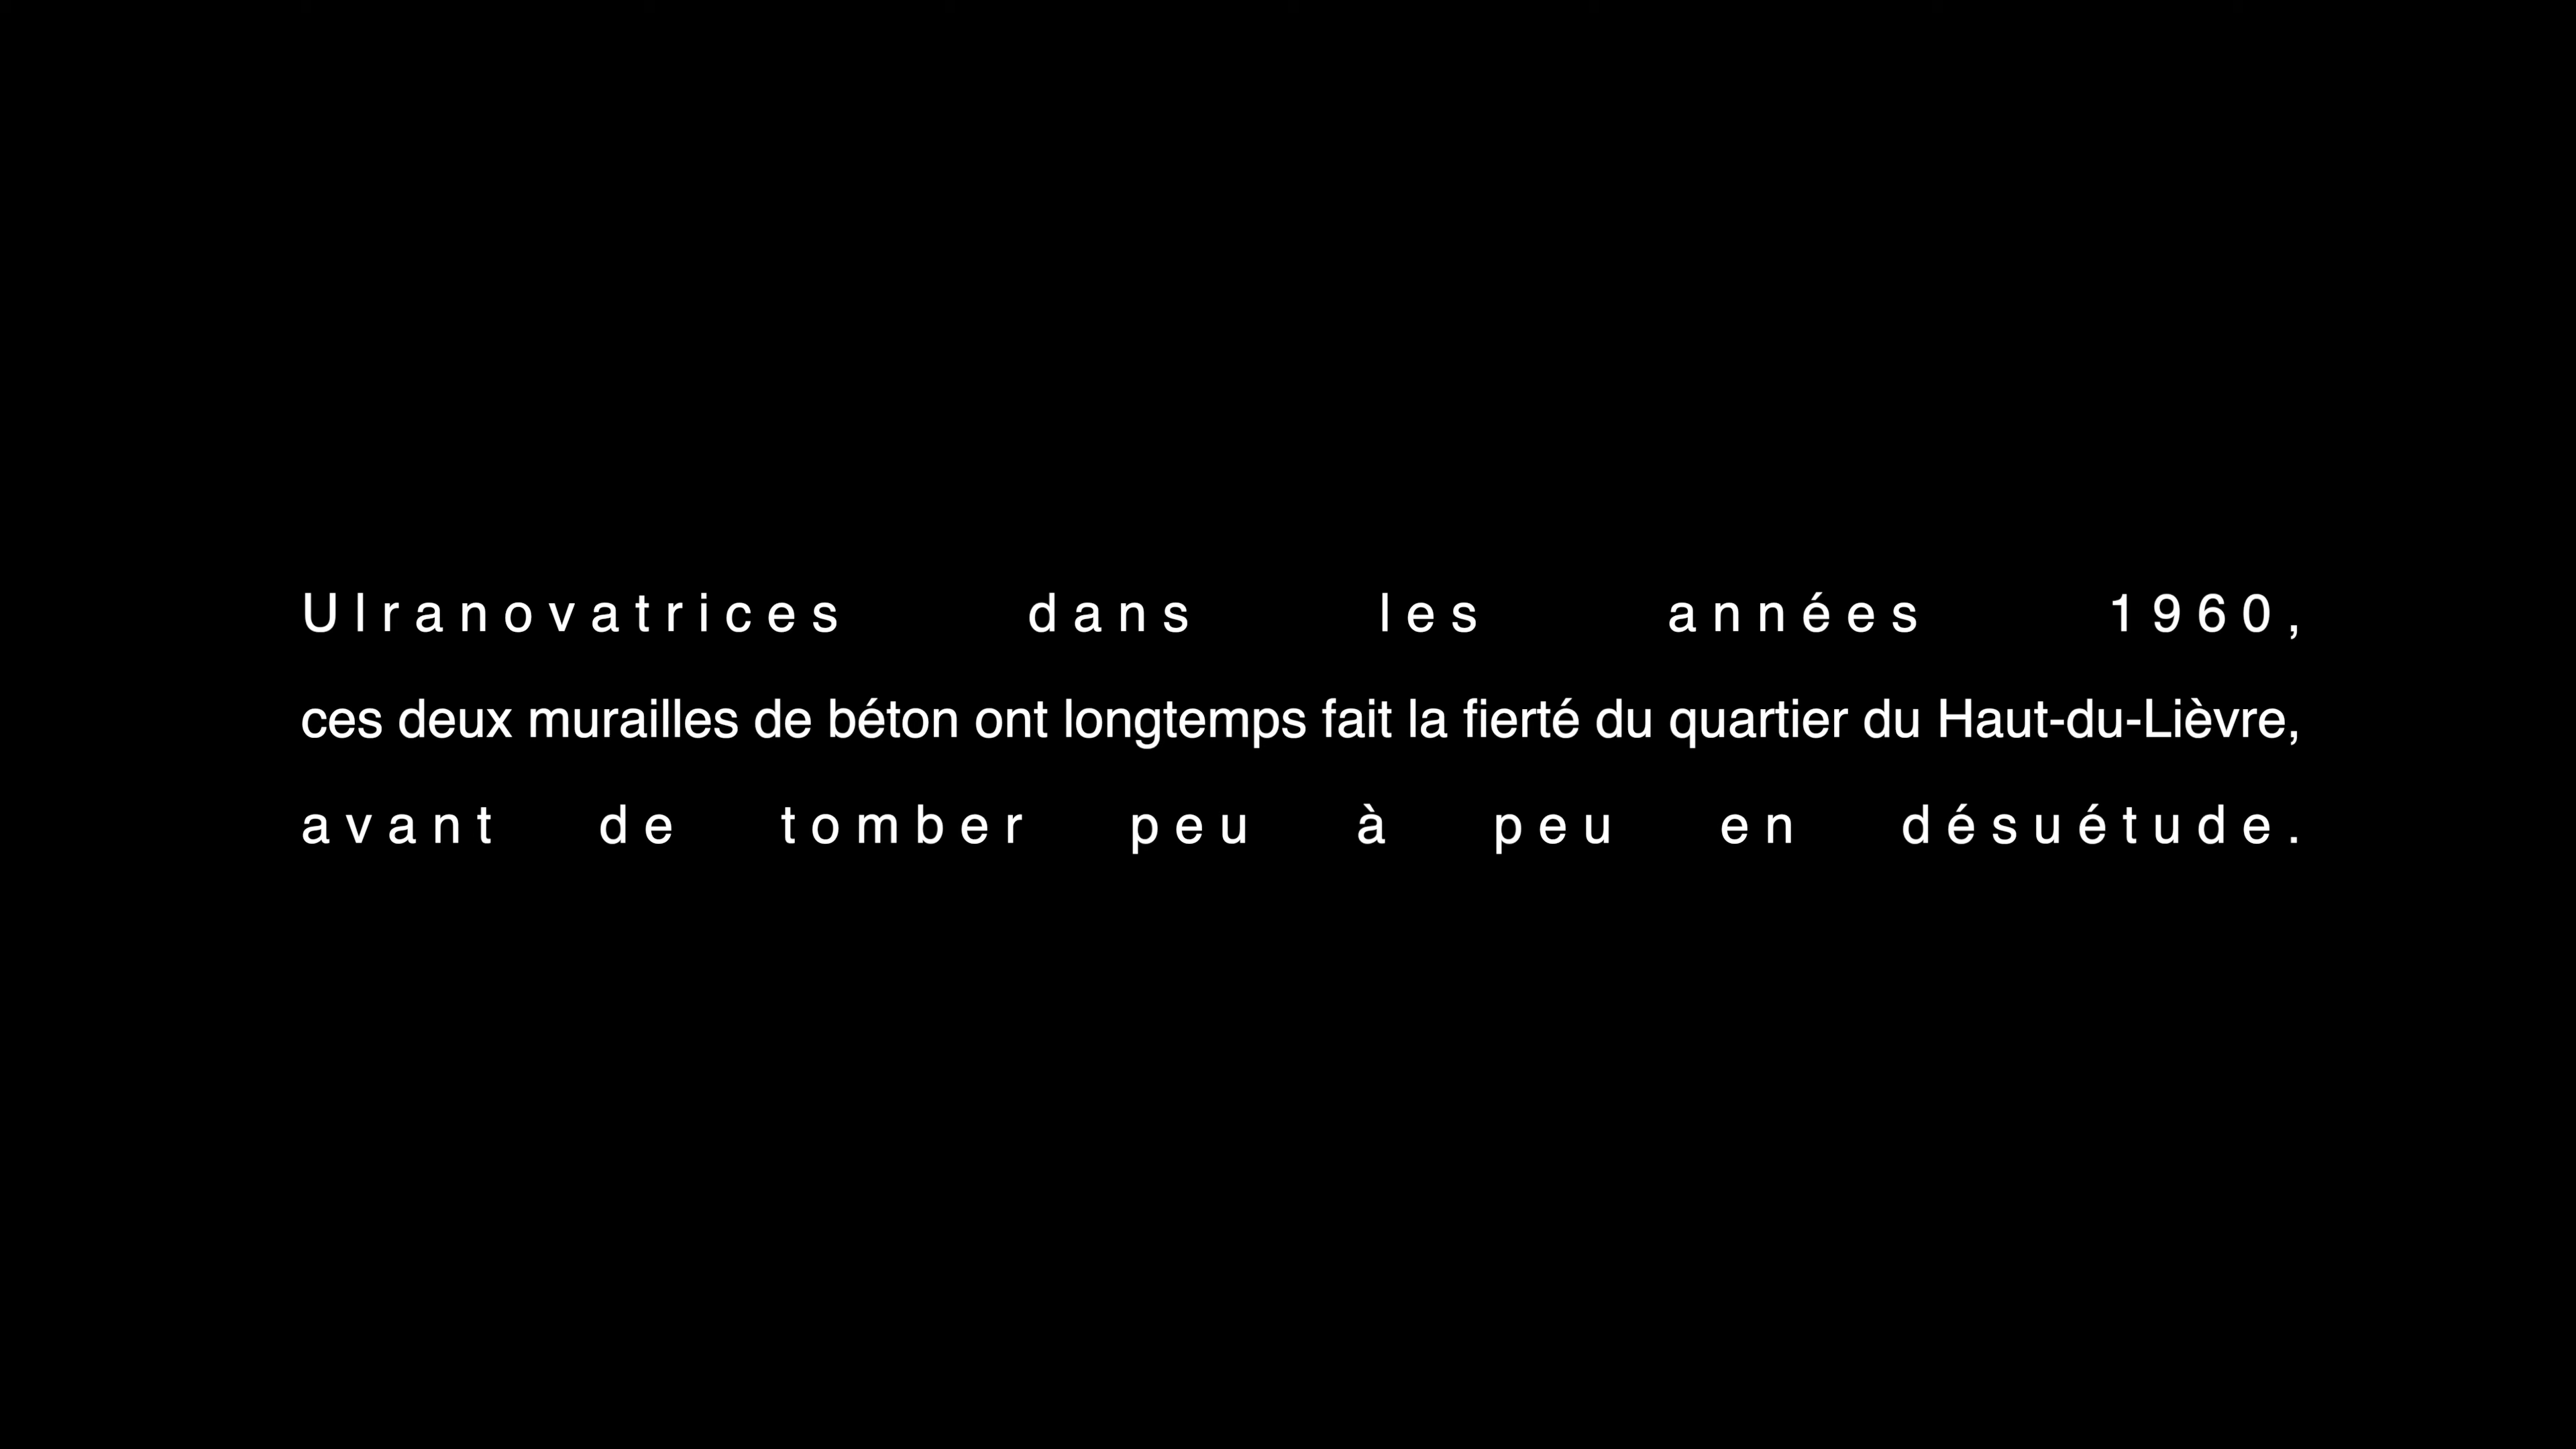 Ulranovatrices dans les années 1960,
ces deux murailles de béton ont longtemps fait la fierté du quartier du Haut-du-Lièvre,
avant de tomber peu à peu en désuétude.